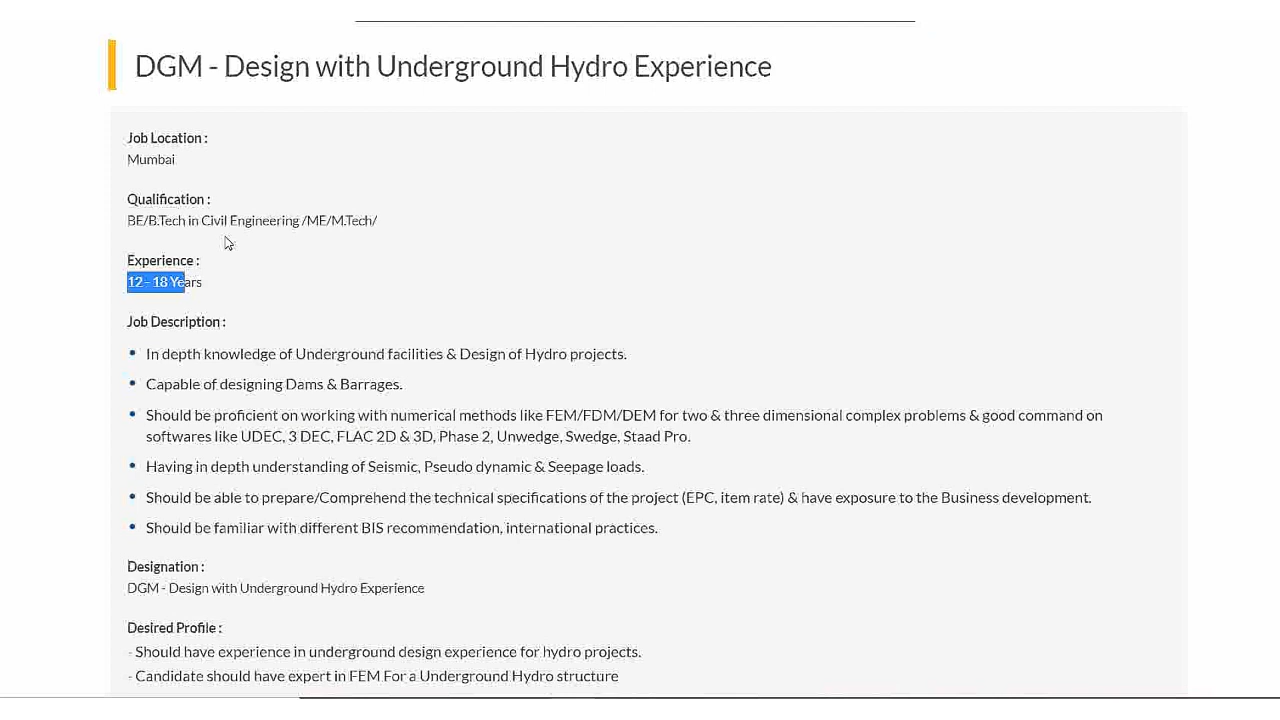 DGM - Design with Underground Hydro Experience
Job Location :
Mumbai
Qualification :
BE/B.Tech in Civil Engineering /ME/M.Tech/
Experience :
12 - 18 Years
Job Description :
• In depth knowledge of Underground facilities & Design of Hydro projects.
• Capable of designing Dams & Barrages.
• Should be proficient on working with numerical methods like FEM/FDM/DEM for two & three dimensional complex problems & good command on
softwares like UDEC, 3 DEC, FLAC 2D & 3D, Phase 2, Unwedge, Swedge, Staad Pro.
• Having in depth understanding of Seismic, Pseudo dynamic & Seepage loads.
• Should be able to prepare/Comprehend the technical specifications of the project (EPC, item rate) & have exposure to the Business development.
• Should be familiar with different BIS recommendation, international practices.
Designation :
DGM - Design with Underground Hydro Experience
Desired Profile :
- Should have experience in underground design experience for hydro projects.
- Candidate should have expert in FEM For a Underground Hydro structure